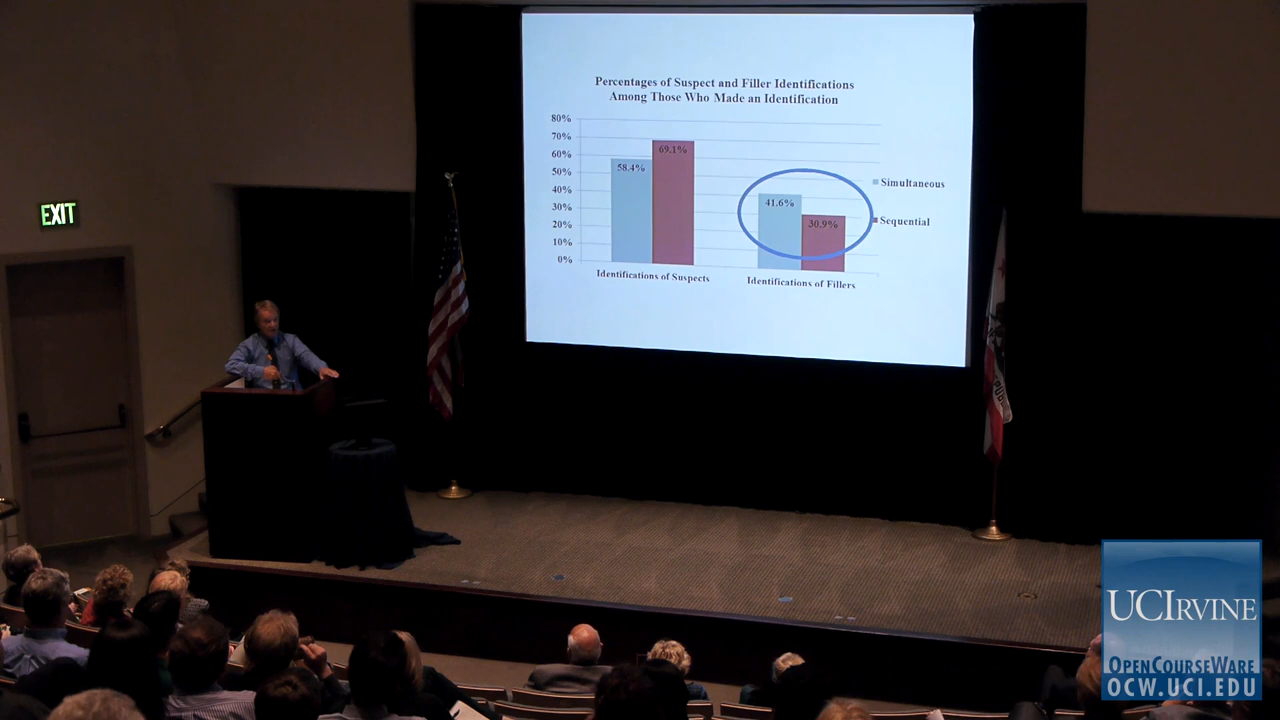 EXIT
Percentages of Suspect and Filler Identifications
Among Those Who Made an Identification
80%
70%
60%
50%
40%
30%
20%
10%
0%
58.4%
69.1%
41.6%
30.9%
Simultaneous
Sequential
Identifications of Suspects
Identifications of Fillers
UCIRVINE
OPENCOURSEWARE
OCW.UCI.EDU